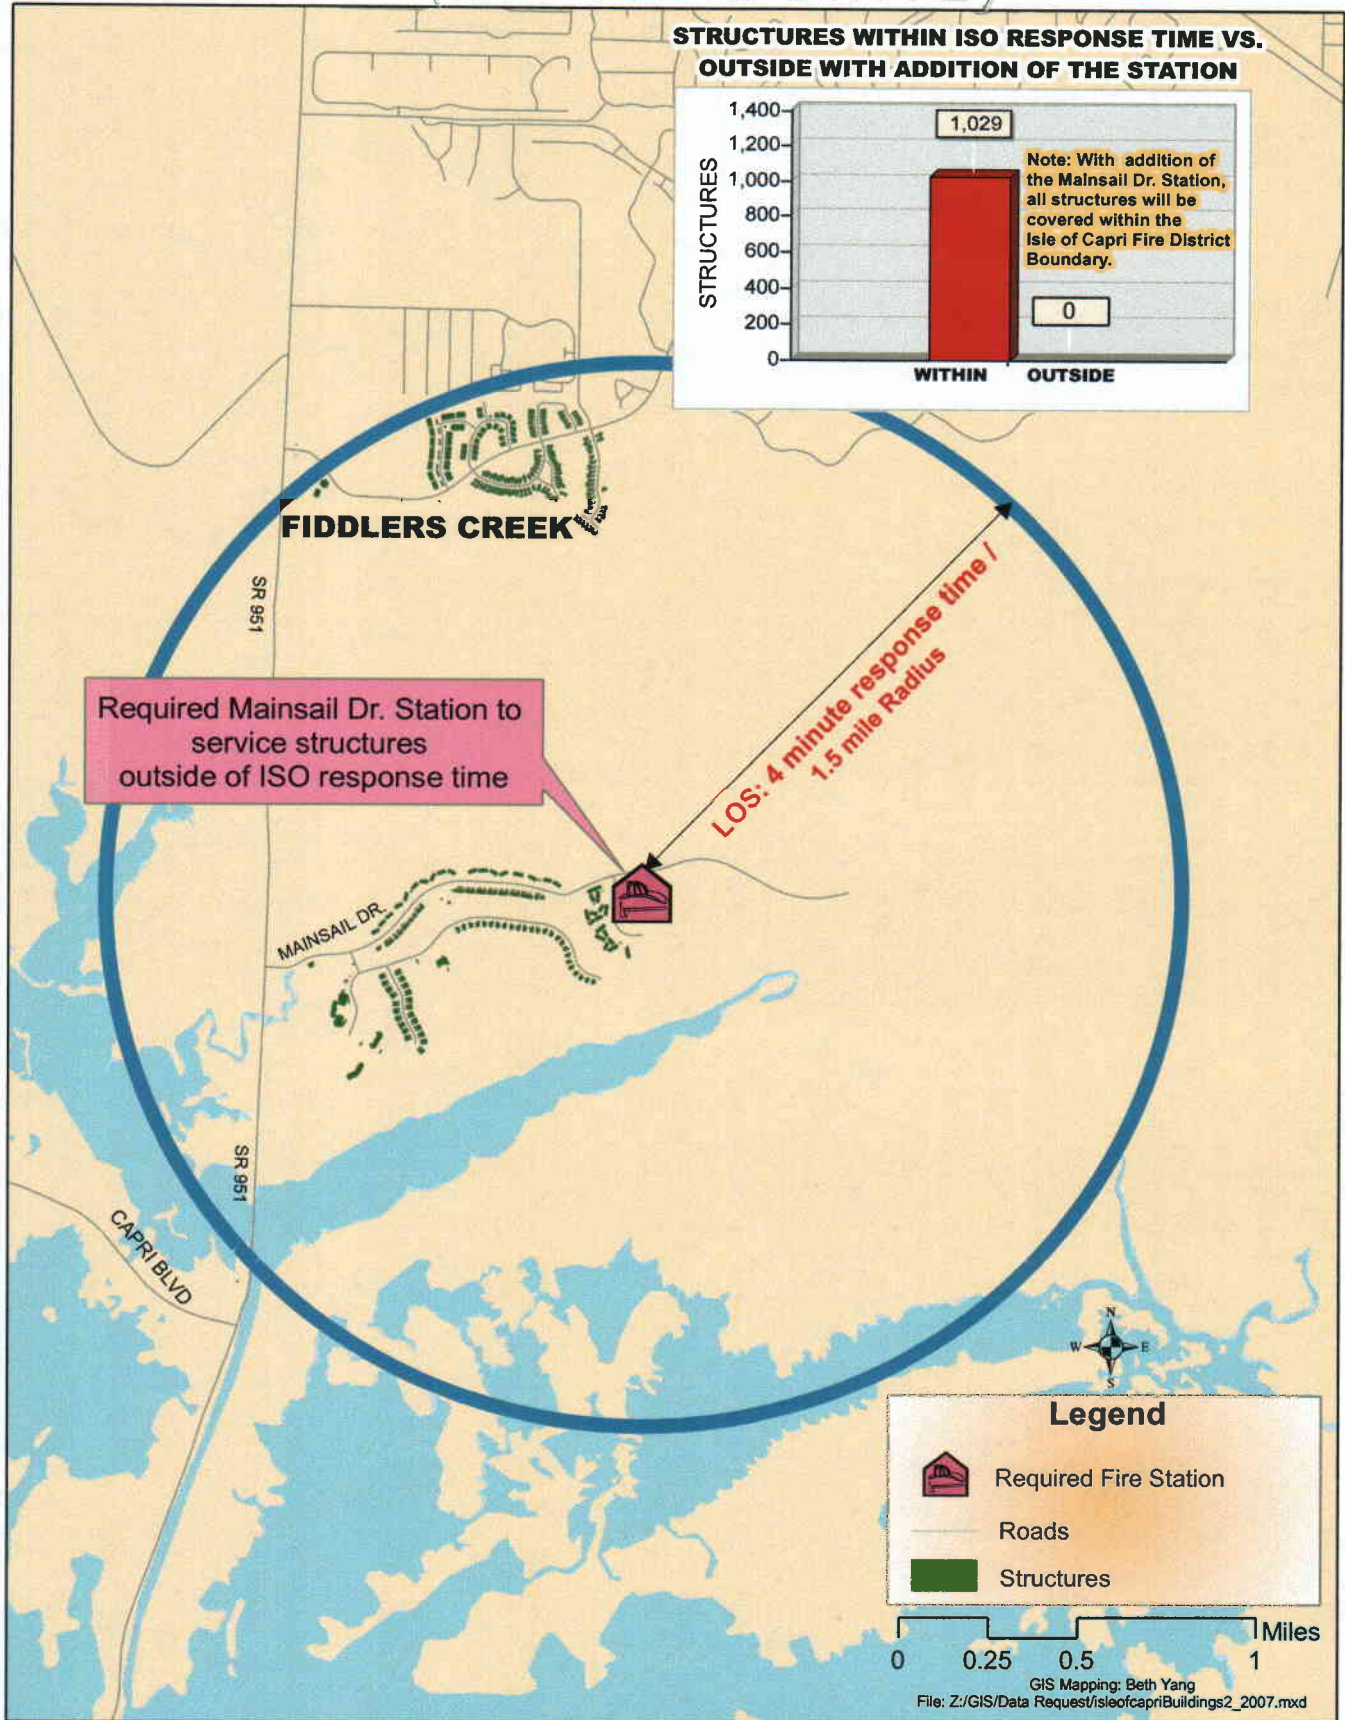 STRUCTURES WITHIN ISO RESPONSE TIME VS.
OUTSIDE WITH ADDITION OF THE STATION
STRUCTURES
1,400
1,200
1,000
800
600
400
200
0
1,029
0
WITHIN
OUTSIDE
Note: With addition of
the Mainsail Dr. Station,
all structures will be
covered within the
Isle of Capri Fire District
Boundary.
FIDDLERS CREEK
SR 951
LOS: 4 minute response time /
1.5 mile Radius
Required Mainsail Dr. Station to
service structures
outside of ISO response time
MAINSAIL DR.
SR 951
CAPRI BLVD
N
W
E
S
Legend
Required Fire Station
Roads
Structures
Miles
0
0.25
0.5
1
GIS Mapping: Beth Yang
File: Z:/GIS/Data Request/isleofcapriBuildings2_2007.mxd